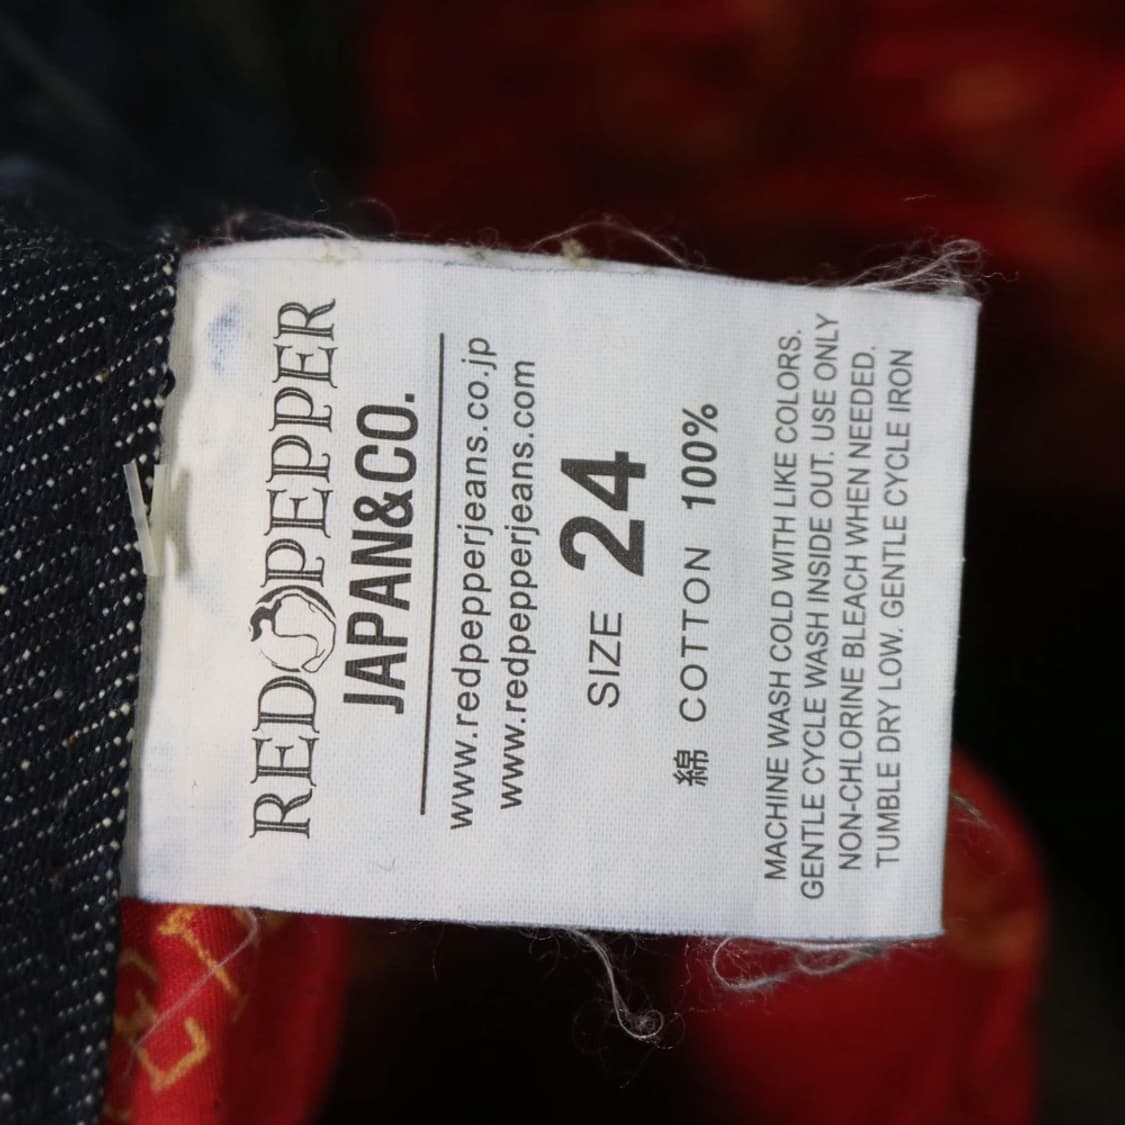 RED PEPPER
JAPAN&CO.
www.redpepperjeans.co.jp
www.redpepperjeans.com
SIZE 24
綿 COTTON 100%
MACHINE WASH COLD WITH LIKE COLORS.
GENTLE CYCLE WASH INSIDE OUT. USE ONLY
NON-CHLORINE BLEACH WHEN NEEDED.
TUMBLE DRY LOW. GENTLE CYCLE IRON